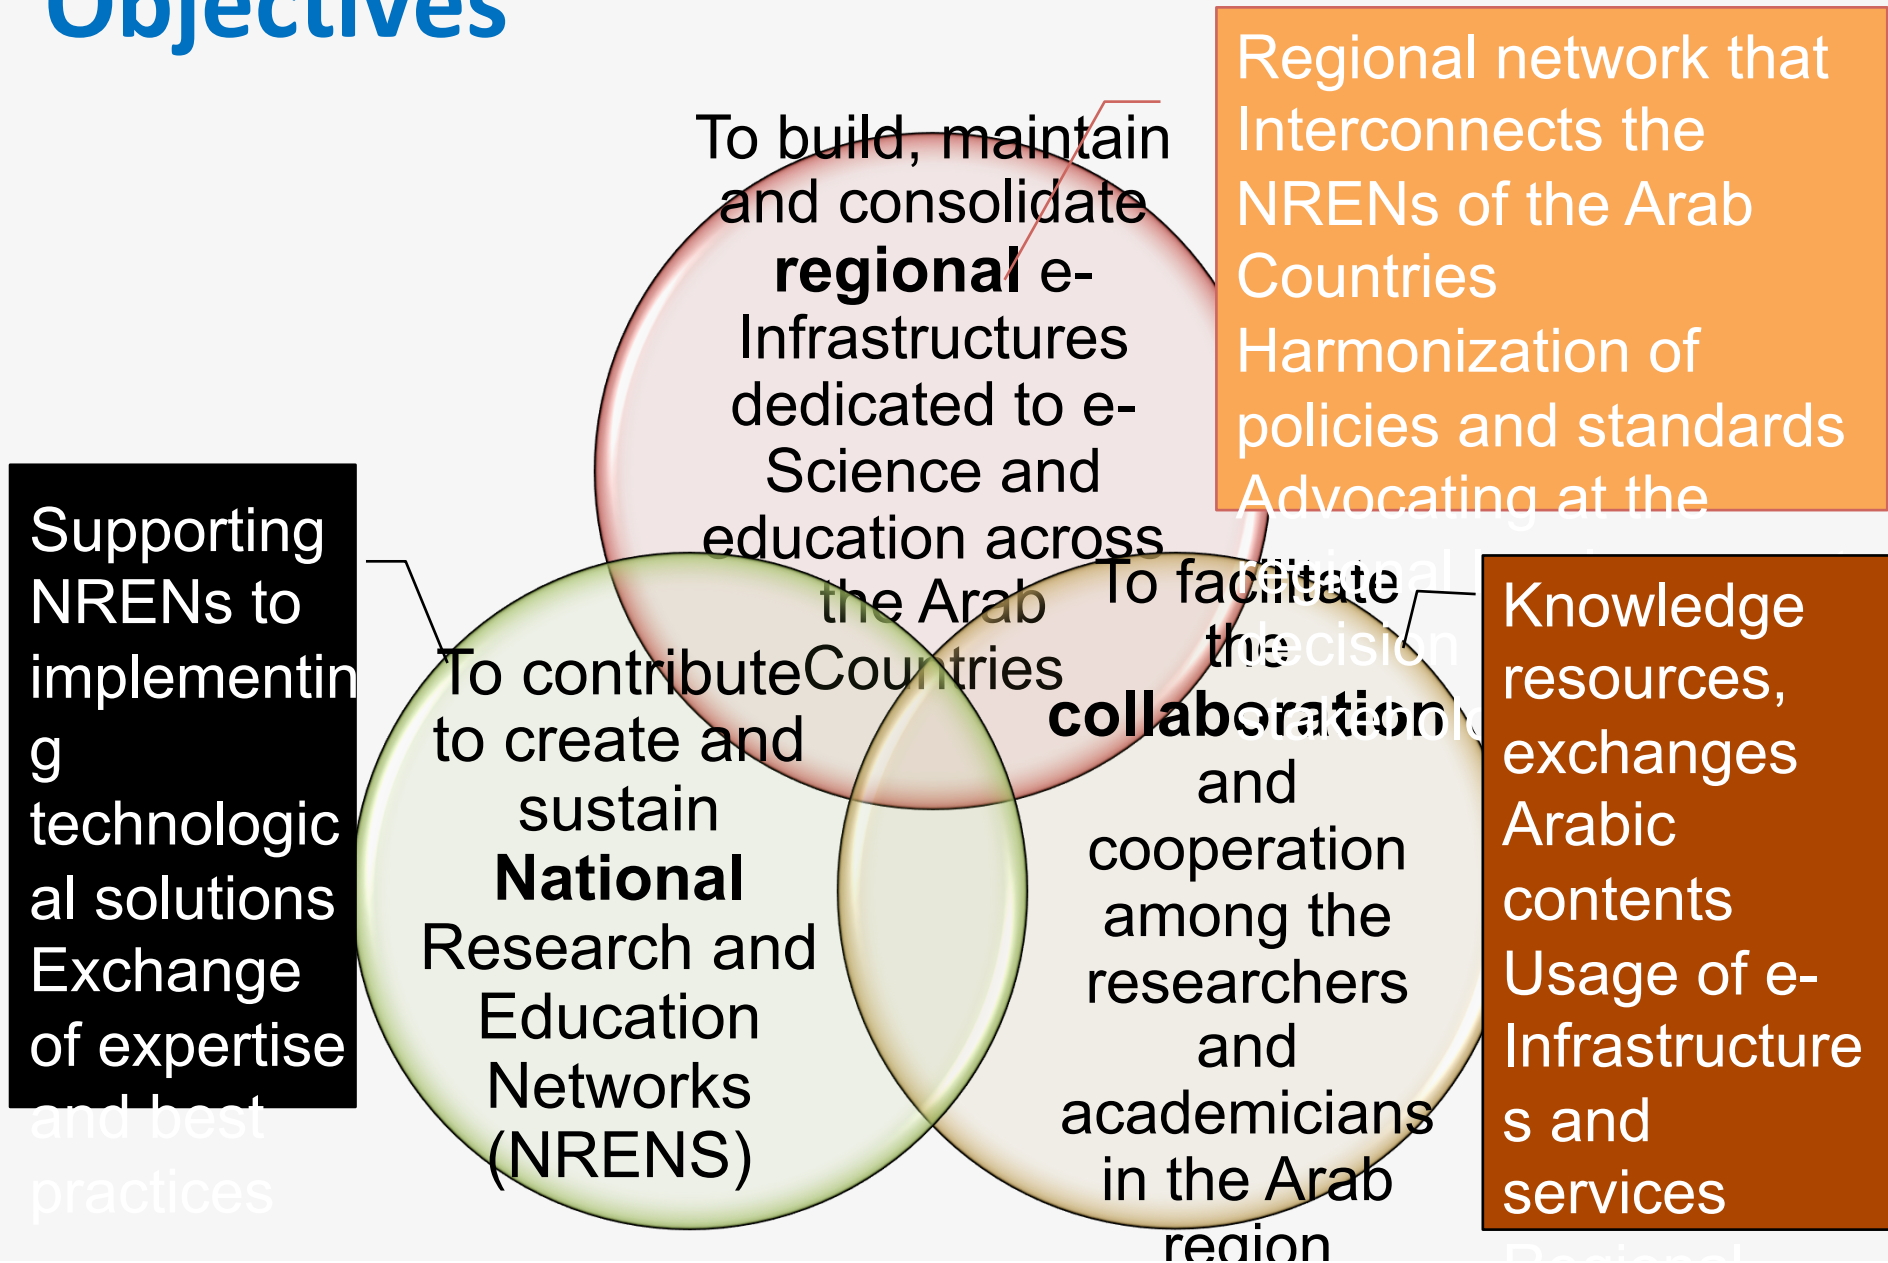 Objectives
To build, maintain
and consolidate
regional e-
Infrastructures
dedicated to e-
Science and
education across
the Arab
Countries
Regional network that
Interconnects the
NRENs of the Arab
Countries
Harmonization of
policies and standards
Advocating at the
regional
decision
Supporting
NRENs to
implementin
g
technologic
al solutions
Exchange
of expertise
and best
practices
To contribute
to create and
sustain
National
Research and
Education
Networks
(NRENS)
To facilitate
the
collaboration
and
cooperation
among the
researchers
and
academicians
in the Arab
region
Knowledge
resources,
exchanges
Arabic
contents
Usage of e-
Infrastructure
s and
services
Regional